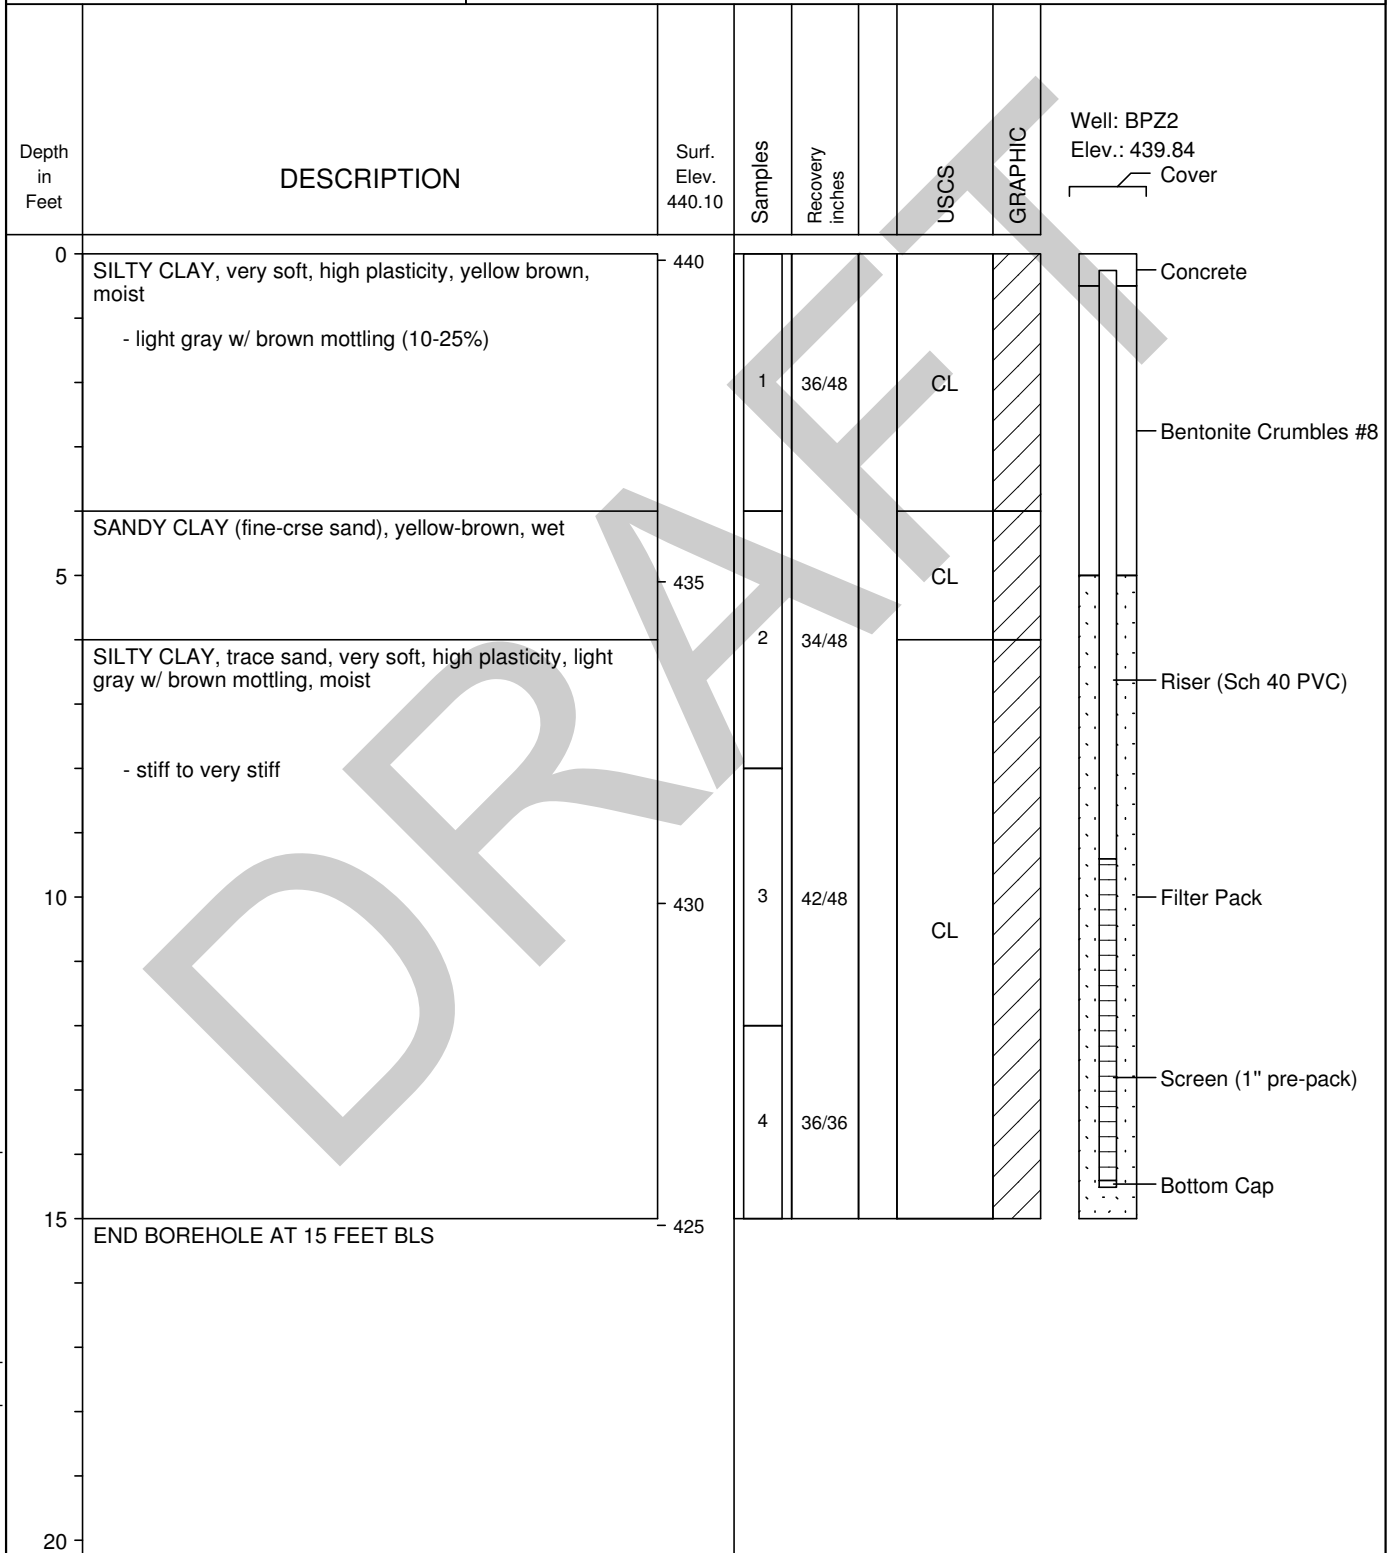 Depth
in
Feet
DESCRIPTION
Surf.
Elev.
440.10
Samples
Recovery
inches
USCS
GRAPHIC
Well: BPZ2
Elev.: 439.84
Cover
0
SILTY CLAY, very soft, high plasticity, yellow brown,
moist
- light gray w/ brown mottling (10-25%)
440
1
36/48
CL
Concrete
Bentonite Crumbles #8
SANDY CLAY (fine-crse sand), yellow-brown, wet
5
435
CL
2
34/48
SILTY CLAY, trace sand, very soft, high plasticity, light
gray w/ brown mottling, moist
Riser (Sch 40 PVC)
- stiff to very stiff
10
430
3
42/48
CL
Filter Pack
Screen (1" pre-pack)
4
36/36
Bottom Cap
15
END BOREHOLE AT 15 FEET BLS
425
20
DRAFT